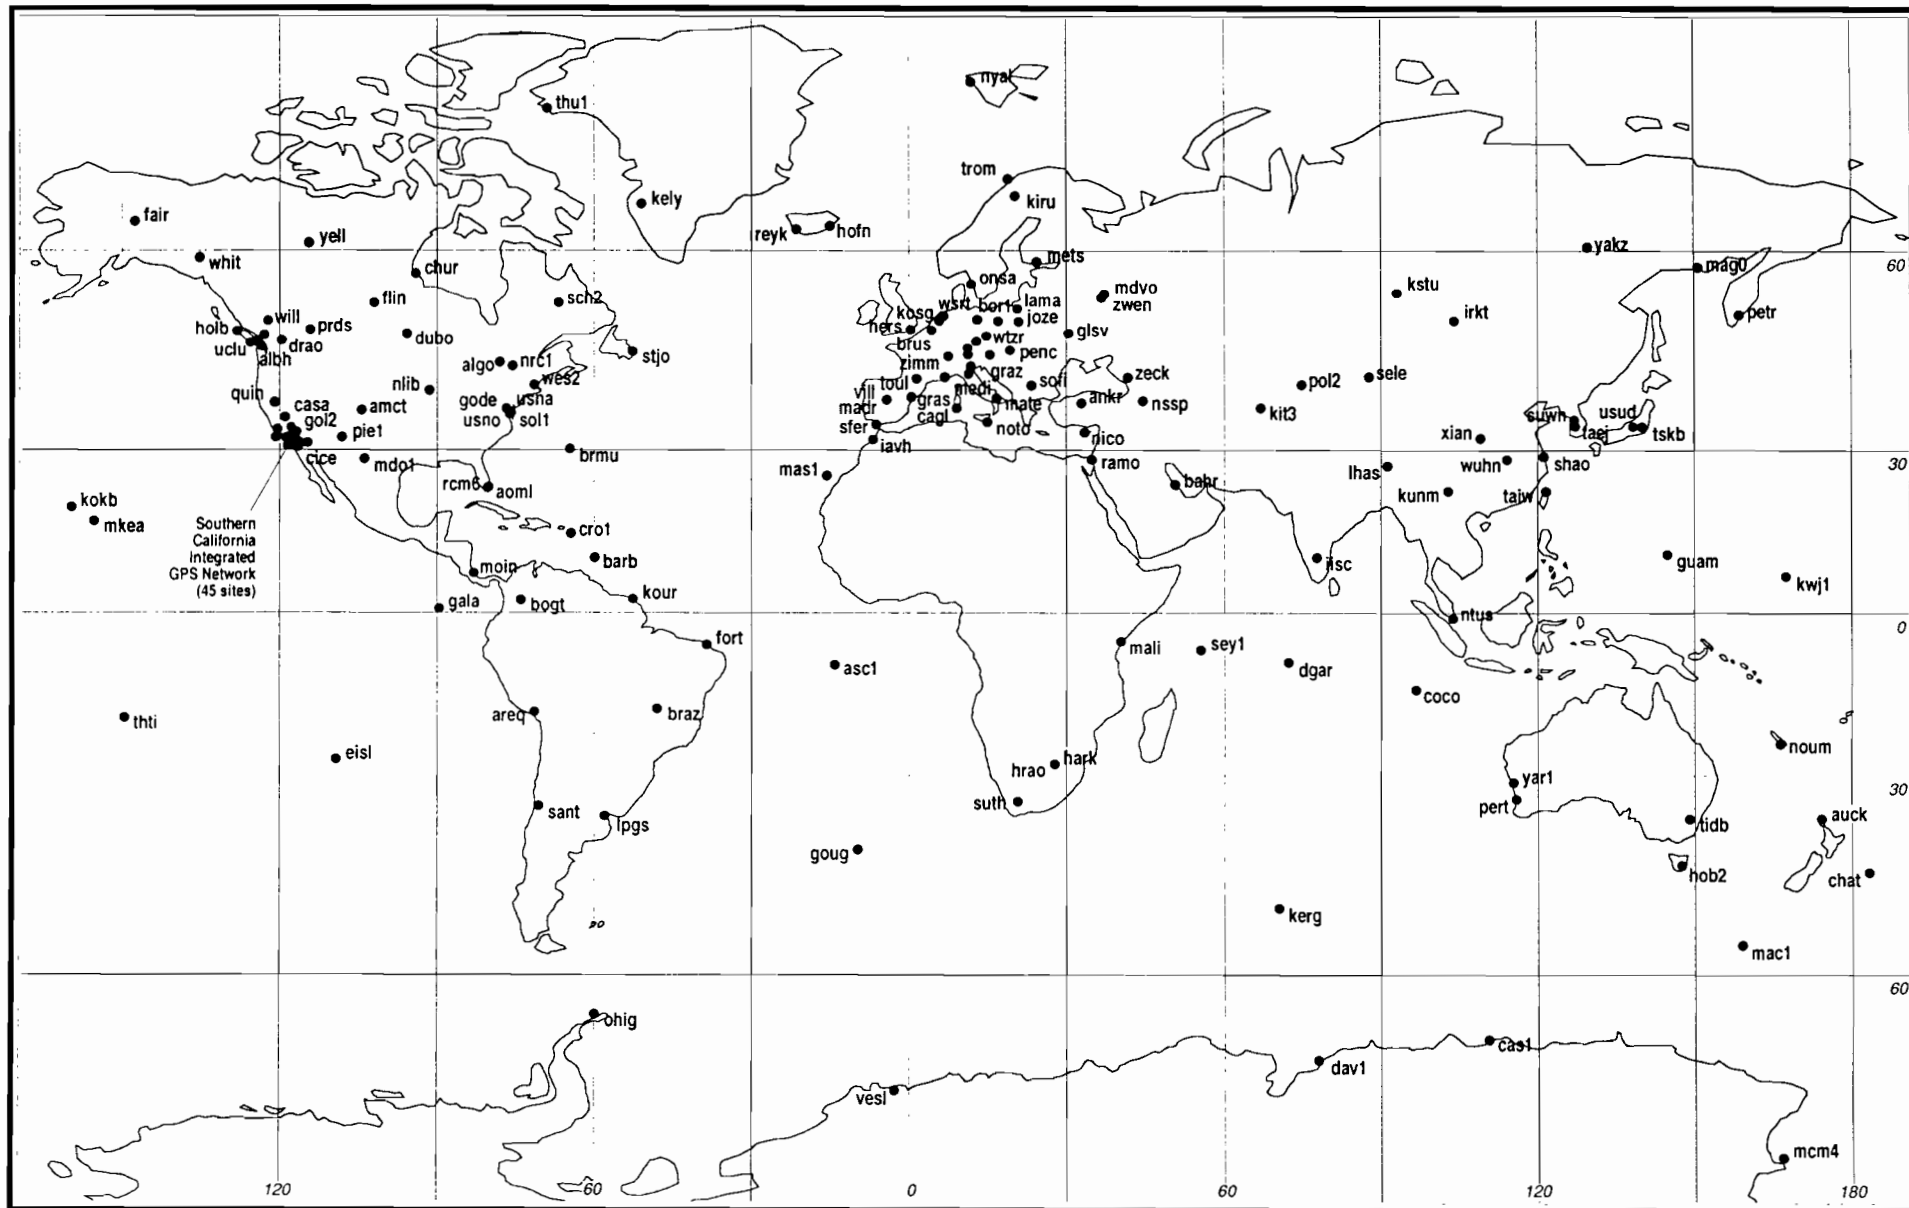 nyal
thu1
trom
kiru
kely
fair
reyk
hofn
yell
whit
chur
mets
yakz
mag0
60
flin
sch2
onsa
mdvo
zwen
kstu
irkt
petr
holb
will
prds
uclu
albh
drao
dubo
stjo
kosg
wsrt
bor1
lama
joze
hers
brus
wtzr
glsv
algo
nrc1
zimm
penc
graz
quin
nlib
wes2
toul
medi
sofi
zeck
pol2
sele
casa
gol2
amct
gode
usna
usno
sol1
vill
madr
gras
cagl
mate
ankr
nssp
kit3
suwn
taej
usud
tskb
pie1
sfer
noto
nico
xian
cice
mdo1
brmu
iavh
ramo
wuhn
shao
30
rcm6
aoml
mas1
bahr
lhas
kunm
taiw
kokb
mkea
Southern
California
Integrated
GPS Network
(45 sites)
cro1
barb
moin
iisc
guam
kwj1
gala
bogt
kour
ntus
0
fort
asc1
mali
sey1
dgar
coco
thti
areq
braz
eisl
noum
hrao
hark
yar1
30
suth
pert
sant
lpgs
tidb
auck
goug
hob2
chat
kerg
mac1
60
ohig
cas1
dav1
vesl
mcm4
120
60
0
60
120
180